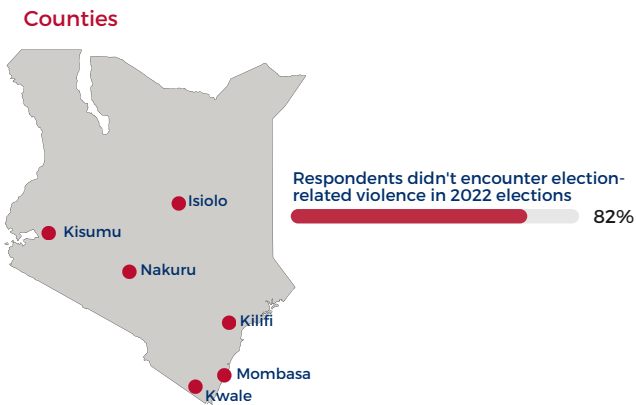 Counties
Respondents didn't encounter election-
related violence in 2022 elections
82%
Isiolo
Kisumu
Nakuru
Kilifi
Mombasa
Kwale